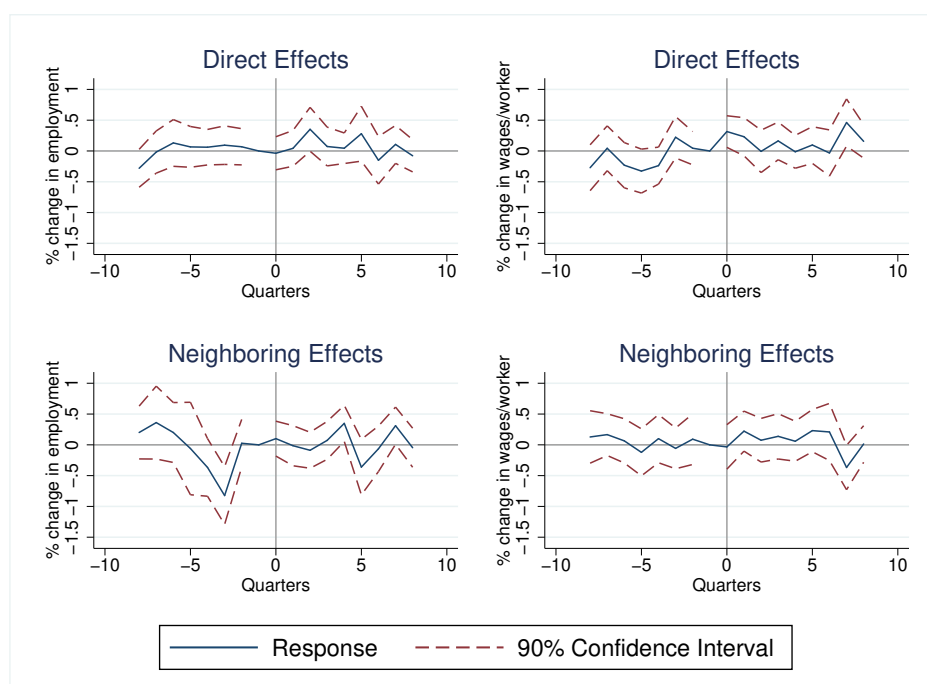 Direct Effects
% change in employment
1
.5
0
−.5
−1
−1.5
−10 −5 0 5 10
Quarters
Direct Effects
% change in wages/worker
1
.5
0
−.5
−1
−1.5
−10 −5 0 5 10
Quarters
Neighboring Effects
% change in employment
1
.5
0
−.5
−1
−1.5
−10 −5 0 5 10
Quarters
Neighboring Effects
% change in wages/worker
1
.5
0
−.5
−1
−1.5
−10 −5 0 5 10
Quarters
Response 90% Confidence Interval